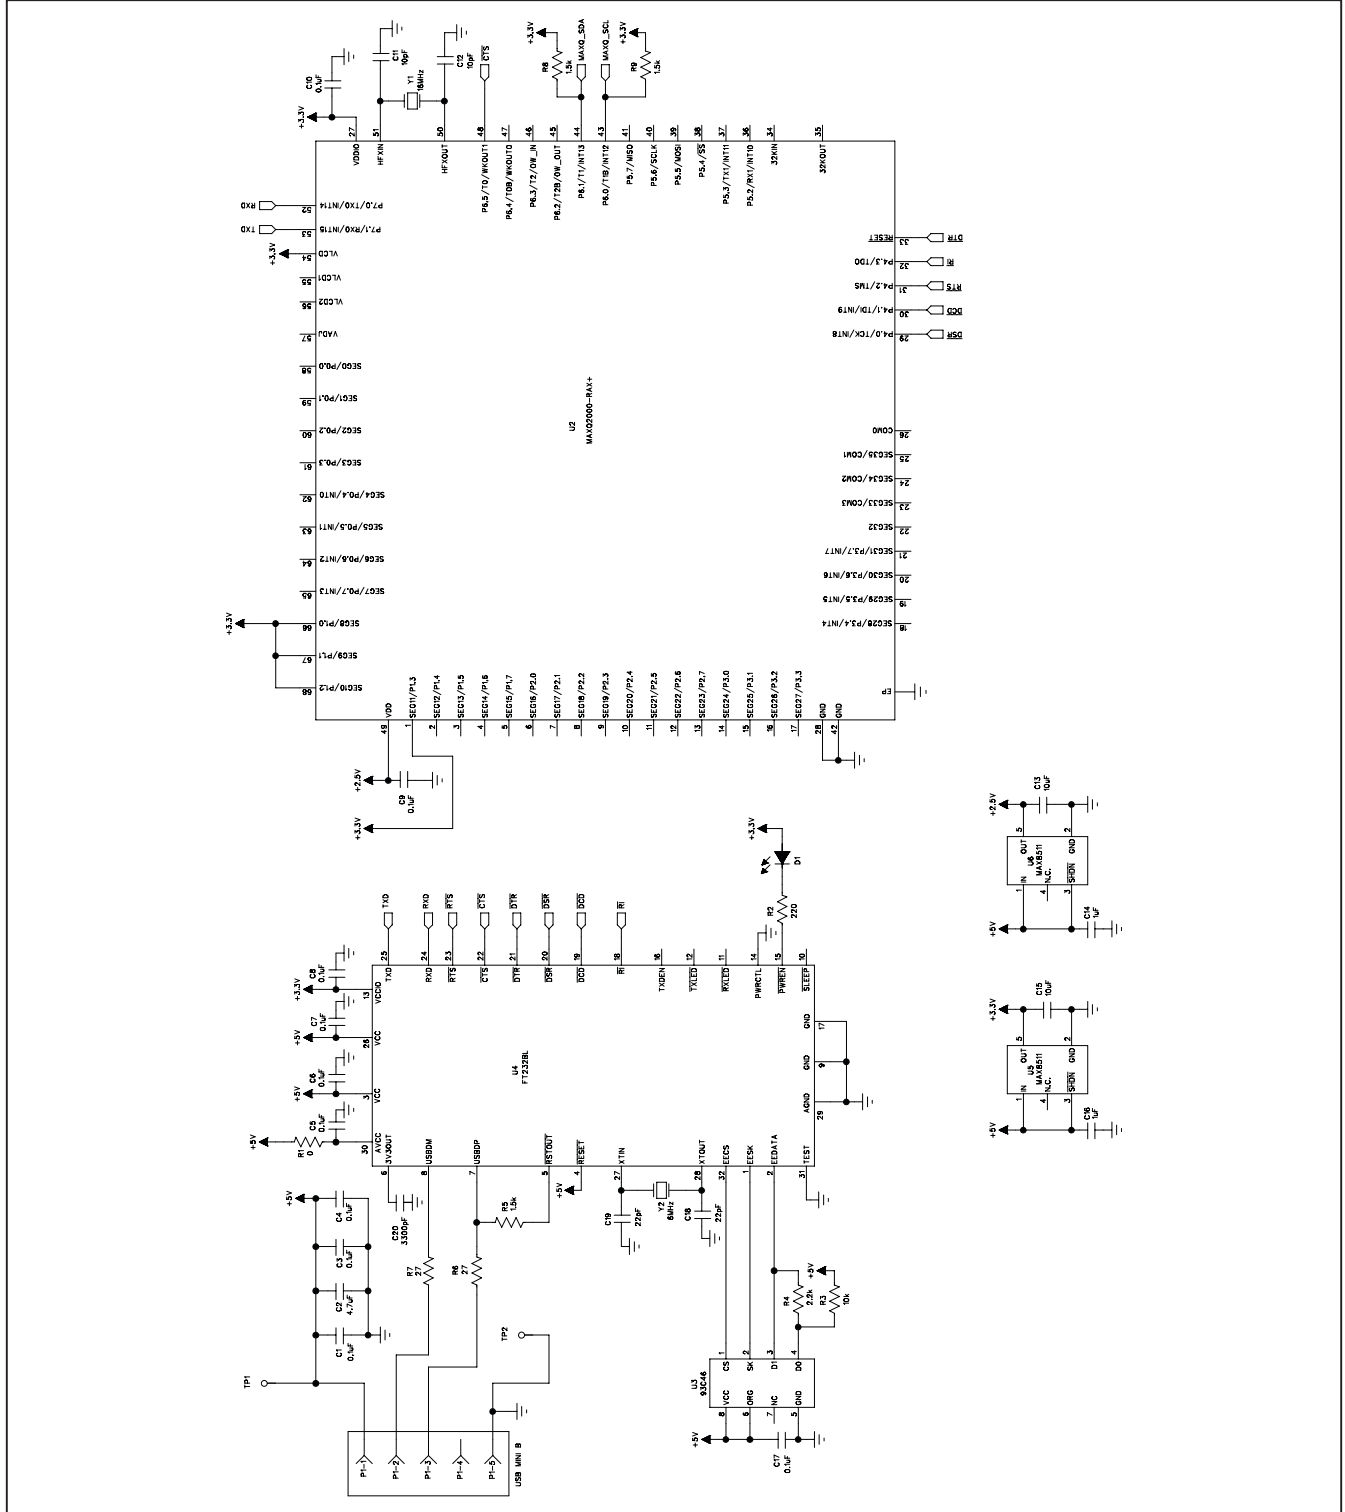 C10
0.1uF
+3.3V
C11
10pF
Y1
16MHz
C12
10pF
CTS
+3.3V
R8
1.5k
MAXQ_SDA
MAXQ_SCL
+3.3V
R9
1.5k
27
VDDIO
51
HFXIN
50
HFXOUT
48
P6.5/T0/WKOUT1
47
P6.4/T0B/WKOUT0
46
P6.3/T2/OW_IN
45
P6.2/T2B/OW_OUT
44
P6.1/T1/INT13
43
P6.0/T1B/INT12
41
P5.7/MISO
40
P5.6/SCLK
39
P5.5/MOSI
38
P5.4/SS
37
P5.3/TX1/INT11
36
P5.2/RX1/INT10
34
32KIN
35
32KOUT
RXD
52
P7.0/TX0/INT14
TXD
53
P7.1/RX0/INT15
+3.3V
54
VLCD
55
VLCD1
56
VLCD2
57
VADJ
58
SEG0/P0.0
59
SEG1/P0.1
60
SEG2/P0.2
61
SEG3/P0.3
62
SEG4/P0.4/INT0
63
SEG5/P0.5/INT1
64
SEG6/P0.6/INT2
65
SEG7/P0.7/INT3
+3.3V
66
SEG8/P1.0
67
SEG9/P1.1
68
SEG10/P1.2
U2
MAXQ2000-RAX+
RESET
33
DTR
P4.3/TDO
32
RI
P4.2/TMS
31
RTS
P4.1/TDI/INT9
30
DCD
P4.0/TCK/INT8
29
DSR
COM0
26
SEG35/COM1
25
SEG34/COM2
24
SEG33/COM3
23
SEG32
22
SEG31/P3.7/INT7
21
SEG30/P3.6/INT6
20
SEG29/P3.5/INT5
19
SEG28/P3.4/INT4
18
EP
49
VDD
1
SEG11/P1.3
2
SEG12/P1.4
3
SEG13/P1.5
4
SEG14/P1.6
5
SEG15/P1.7
6
SEG16/P2.0
7
SEG17/P2.1
8
SEG18/P2.2
9
SEG19/P2.3
10
SEG20/P2.4
11
SEG21/P2.5
12
SEG22/P2.6
13
SEG23/P2.7
14
SEG24/P3.0
15
SEG25/P3.1
16
SEG26/P3.2
17
SEG27/P3.3
28
GND
42
GND
+2.5V
C9
0.1uF
+3.3V
+3.3V
D1
R2
220
+2.5V
C13
10uF
5
OUT
2
GND
U6
MAX8511
1
IN
4
N.C.
3
SHDN
+5V
C14
1uF
+3.3V
C15
10uF
5
OUT
2
GND
U5
MAX8511
1
IN
4
N.C.
3
SHDN
+5V
C16
1uF
TXD
RXD
RTS
CTS
DTR
DSR
DCD
RI
25
TXD
24
RXD
23
RTS
22
CTS
21
DTR
20
DSR
19
DCD
18
RI
16
TXDEN
12
TXLED
11
RXLED
14
PWRCTL
15
PWREN
10
SLEEP
C8
0.1uF
+3.3V
13
VCCIO
C7
0.1uF
+5V
26
VCC
C6
0.1uF
+5V
3
VCC
C5
0.1uF
+5V
R1
0
30
AVCC
U4
FT232BL
GND
17
GND
9
AGND
29
6
3V3OUT
8
USBDM
7
USBDP
5
RSTOUT
4
RESET
27
XTIN
28
XTOUT
32
EECS
1
EESK
2
EEDATA
31
TEST
+5V
C4
0.1uF
C3
0.1uF
C2
4.7uF
C1
0.1uF
C20
3300pF
R5
1.5k
+5V
R7
27
R6
27
C19
22pF
Y2
6MHz
C18
22pF
+5V
R4
2.2k
R3
10k
TP1
TP2
P1-1
P1-2
P1-3
P1-4
P1-5
USB MINI B
U3
93C46
1
CS
2
SK
3
D1
4
D0
8
VCC
6
ORG
7
NC
5
GND
+5V
C17
0.1uF